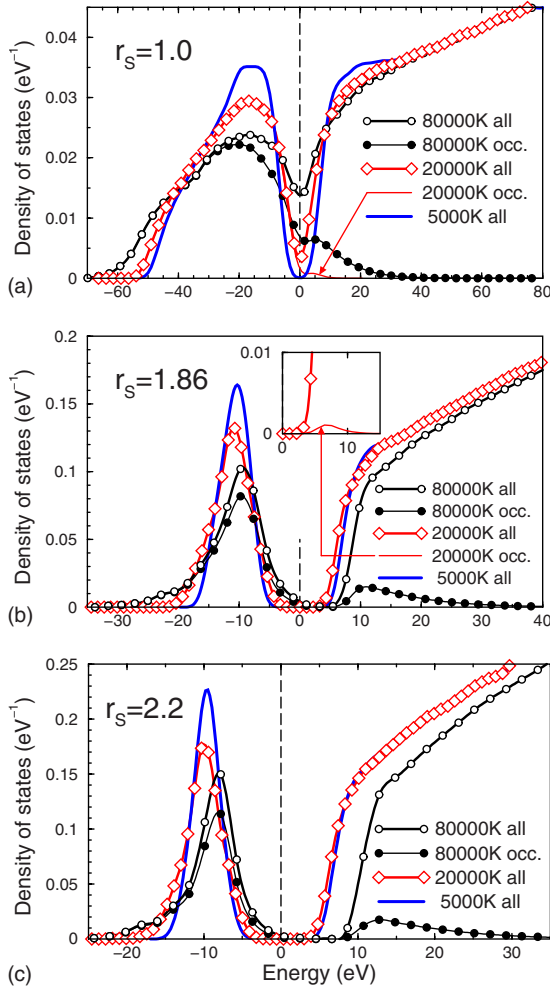 0.04
0.03
0.02
0.01
0
Density of states (eV⁻¹)
rS=1.0
80000K all
80000K occ.
20000K all
20000K occ.
5000K all
(a)
−60 −40 −20 0 20 40 60 80
0.2
0.15
0.1
0.05
0
Density of states (eV⁻¹)
rS=1.86
0.01
0
0 10
80000K all
80000K occ.
20000K all
20000K occ.
5000K all
(b)
−30 −20 −10 0 10 20 30 40
0.25
0.2
0.15
0.1
0.05
0
Density of states (eV⁻¹)
rS=2.2
80000K all
80000K occ.
20000K all
5000K all
(c)
−20 −10 0 10 20 30
Energy (eV)